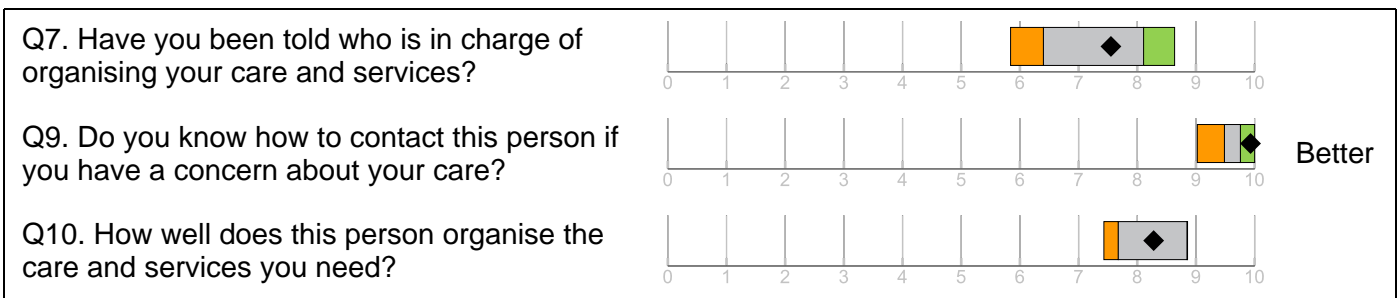 Q7. Have you been told who is in charge of
organising your care and services?
0 1 2 3 4 5 6 7 8 9 10
Q9. Do you know how to contact this person if
you have a concern about your care?
Better
0 1 2 3 4 5 6 7 8 9 10
Q10. How well does this person organise the
care and services you need?
0 1 2 3 4 5 6 7 8 9 10